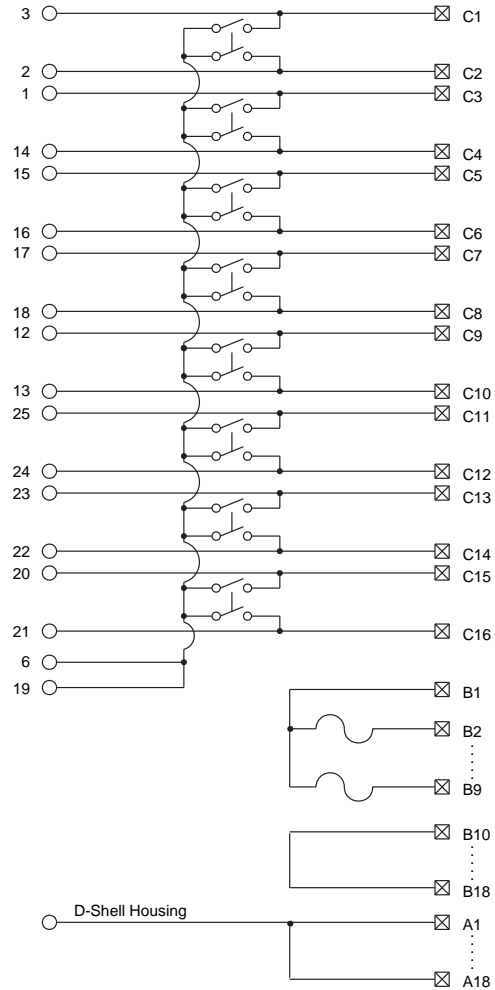 3 C1
2 C2
1 C3
14 C4
15 C5
16 C6
17 C7
18 C8
12 C9
13 C10
25 C11
24 C12
23 C13
22 C14
20 C15
21 C16
6
19
B1
B2
B9
B10
B18
D-Shell Housing A1
A18